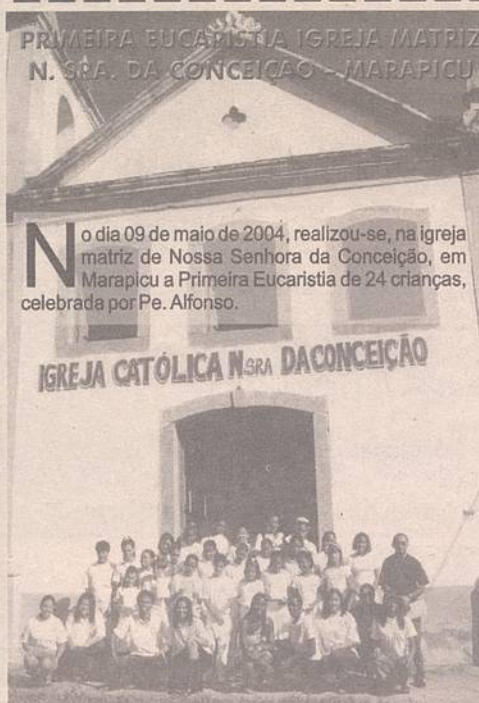 PRIMEIRA EUCARISTIA IGREJA MATRIZ
N. SRA. DA CONCEIÇÃO - MARAPICU
No dia 09 de maio de 2004, realizou-se, na igreja
matriz de Nossa Senhora da Conceição, em
Marapicu a Primeira Eucaristia de 24 crianças,
celebrada por Pe. Alfonso.
IGREJA CATÓLICA NSRA DA CONCEIÇÃO